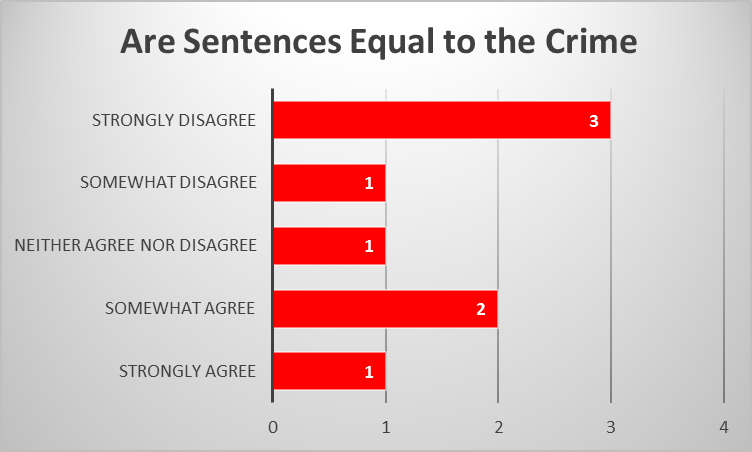 Are Sentences Equal to the Crime
STRONGLY DISAGREE 3
SOMEWHAT DISAGREE 1
NEITHER AGREE NOR DISAGREE 1
SOMEWHAT AGREE 2
STRONGLY AGREE 1
0 1 2 3 4